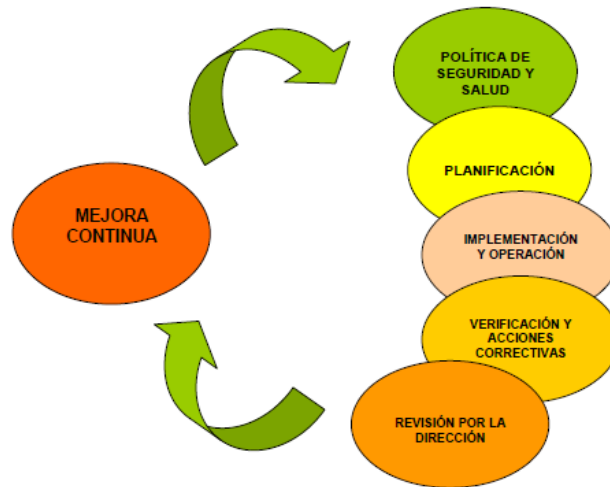 MEJORA
CONTINUA
POLÍTICA DE
SEGURIDAD Y
SALUD
PLANIFICACIÓN
IMPLEMENTACIÓN
Y OPERACIÓN
VERIFICACIÓN Y
ACCIONES
CORRECTIVAS
REVISIÓN POR LA
DIRECCIÓN